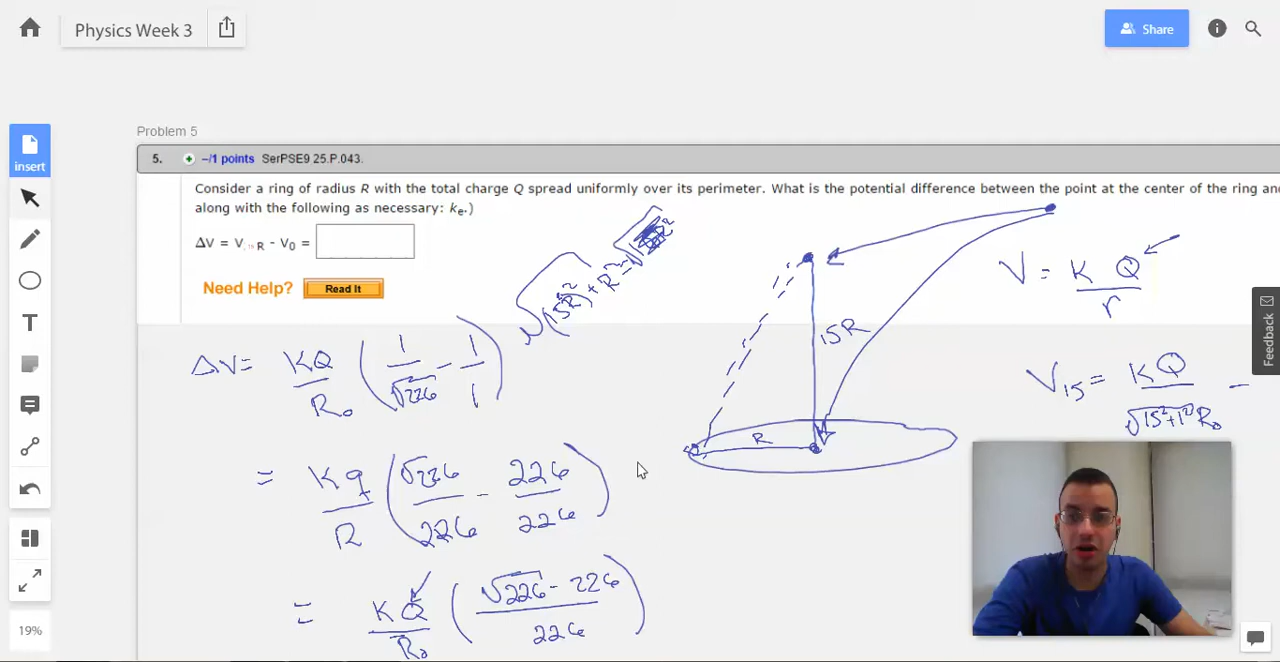 Physics Week 3
Share
insert
T
19%
Feedback
Problem 5
5. –/1 points SerPSE9 25.P.043.
Consider a ring of radius R with the total charge Q spread uniformly over its perimeter. What is the potential difference between the point at the center of the ring and
along with the following as necessary: ke.)
ΔV = V R - V0 =
Need Help? Read It
√(15R)² + R² =
ΔV = KQ/R₀ (1/√226 - 1/1)
= Kq/R (√226/226 - 226/226)
= KQ/R₀ (√226 - 226 / 226)
15R
R
V = KQ/r
V₁₅ = KQ/√15²+1² R₀ -